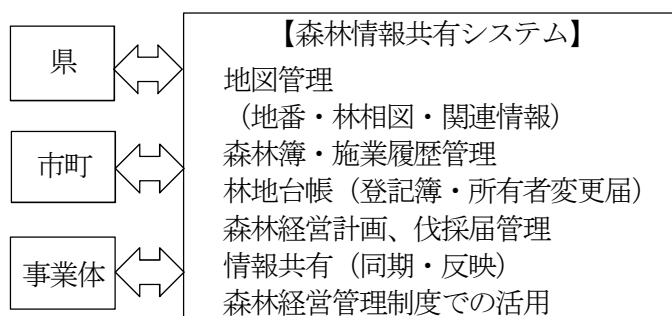 【森林情報共有システム】
県
地図管理
（地番・林相図・関連情報）
市町
森林簿・施業履歴管理
林地台帳（登記簿・所有者変更届）
森林経営計画、伐採届管理
事業体
情報共有（同期・反映）
森林経営管理制度での活用